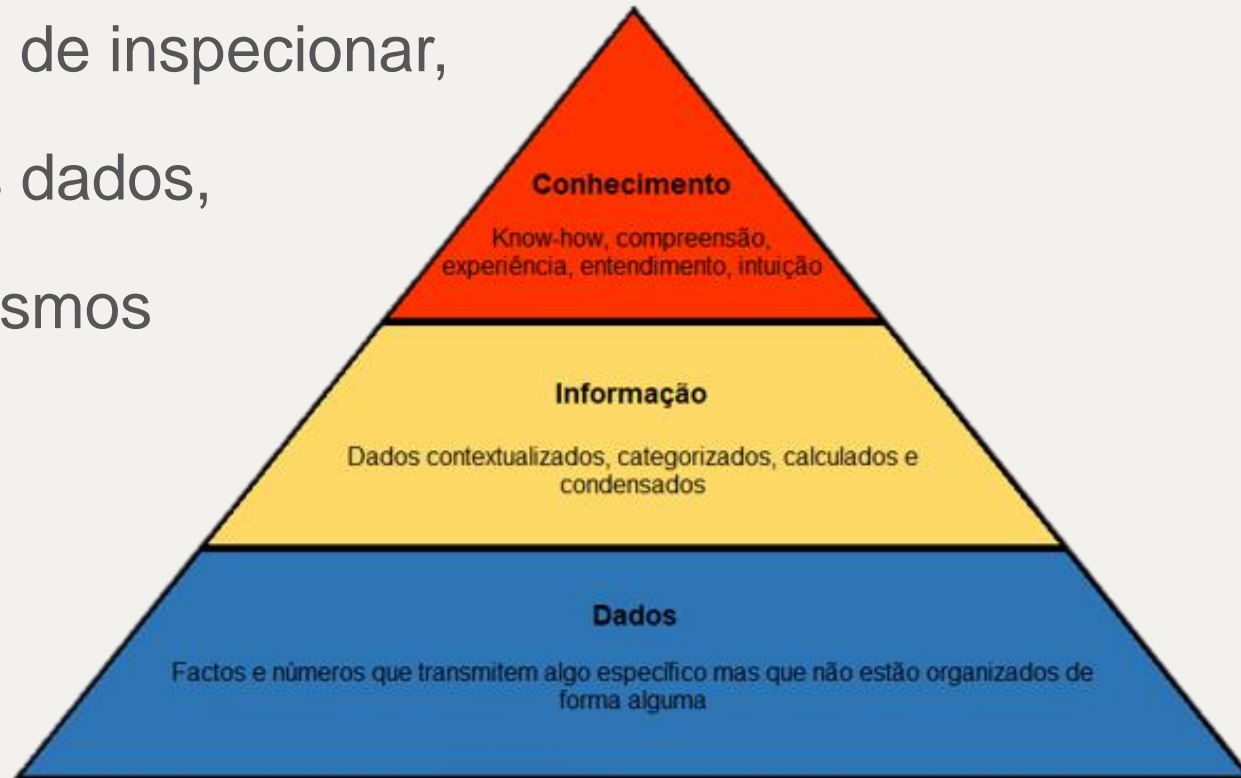 de inspecionar,
dados,
smos
Conhecimento
Know-how, compreensão,
experiência, entendimento, intuição
Informação
Dados contextualizados, categorizados, calculados e
condensados
Dados
Factos e números que transmitem algo específico mas que não estão organizados de
forma alguma